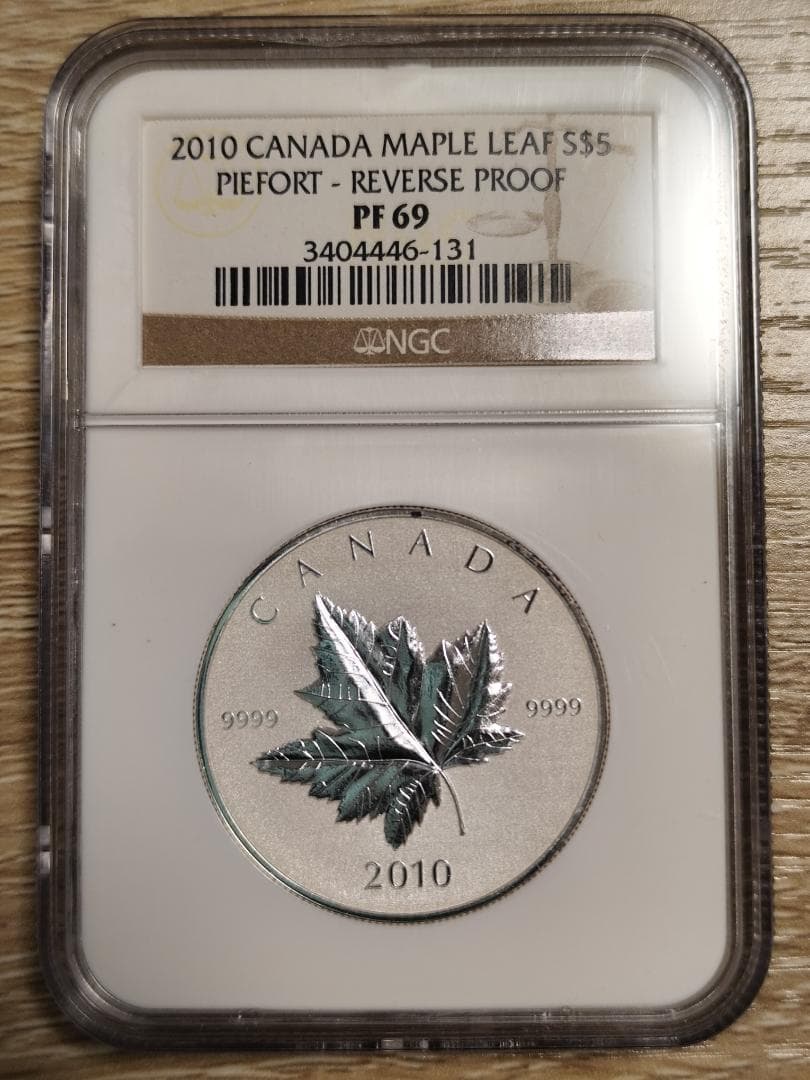 2010 CANADA MAPLE LEAF S$5
PIEFORT - REVERSE PROOF
PF 69
3404446-131
NGC
CANADA
9999 9999
2010